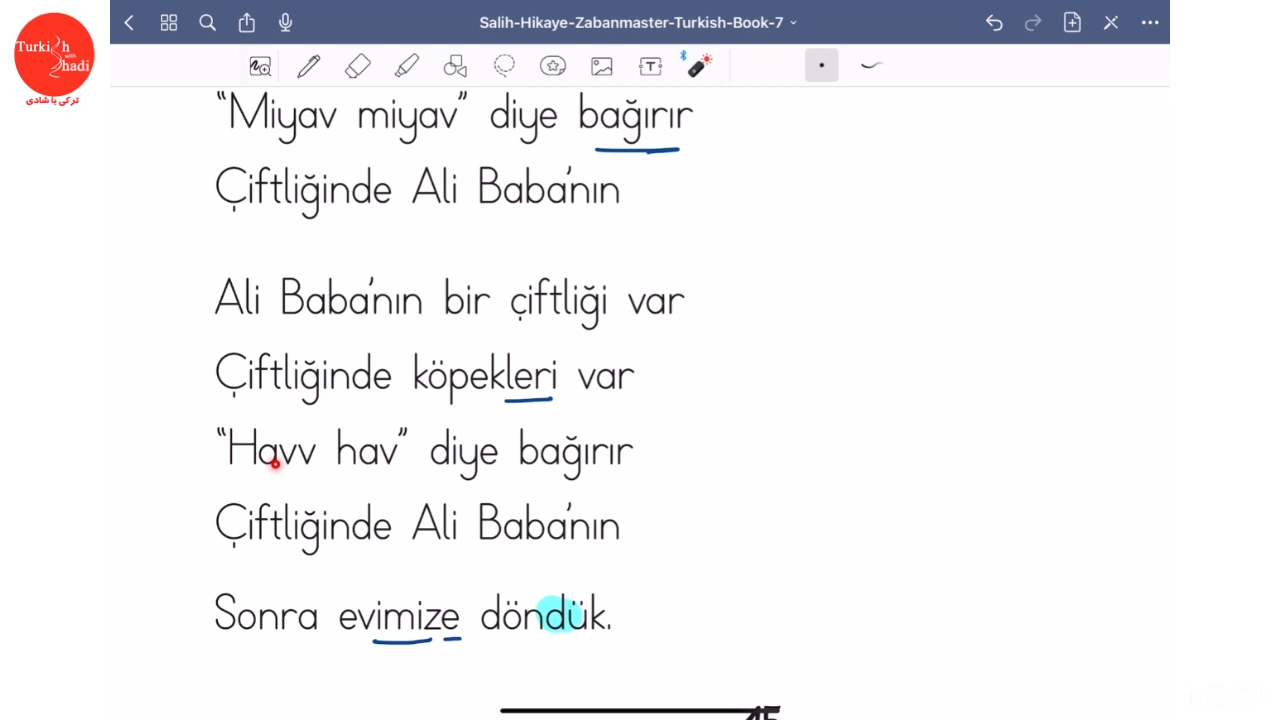 Turkish
with
Shadi
ترکی با شادی
Salih-Hikaye-Zabanmaster-Turkish-Book-7
T
“Miyav miyav” diye bağırır
Çiftliğinde Ali Baba’nın
Ali Baba’nın bir çiftliği var
Çiftliğinde köpekleri var
“Havv hav” diye bağırır
Çiftliğinde Ali Baba’nın
Sonra evimize döndük.